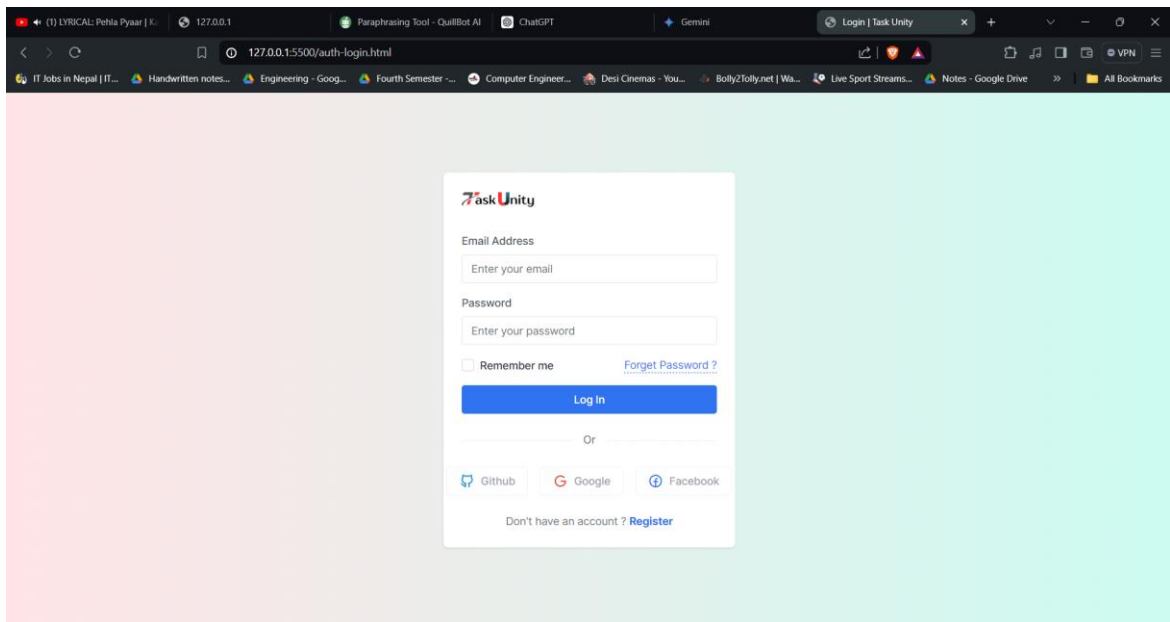 (1) LYRICAL: Pehla Pyaar | Ka
127.0.0.1
Paraphrasing Tool - QuillBot AI
ChatGPT
Gemini
Login | Task Unity
127.0.0.1:5500/auth-login.html
VPN
IT Jobs in Nepal | IT...
Handwritten notes...
Engineering - Goog...
Fourth Semester -...
Computer Engineer...
Desi Cinemas - You...
Bolly2Tolly.net | Wa...
Live Sport Streams...
Notes - Google Drive
All Bookmarks
Task Unity
Email Address
Enter your email
Password
Enter your password
Remember me
Forget Password ?
Log In
Or
Github
Google
Facebook
Don't have an account ? Register